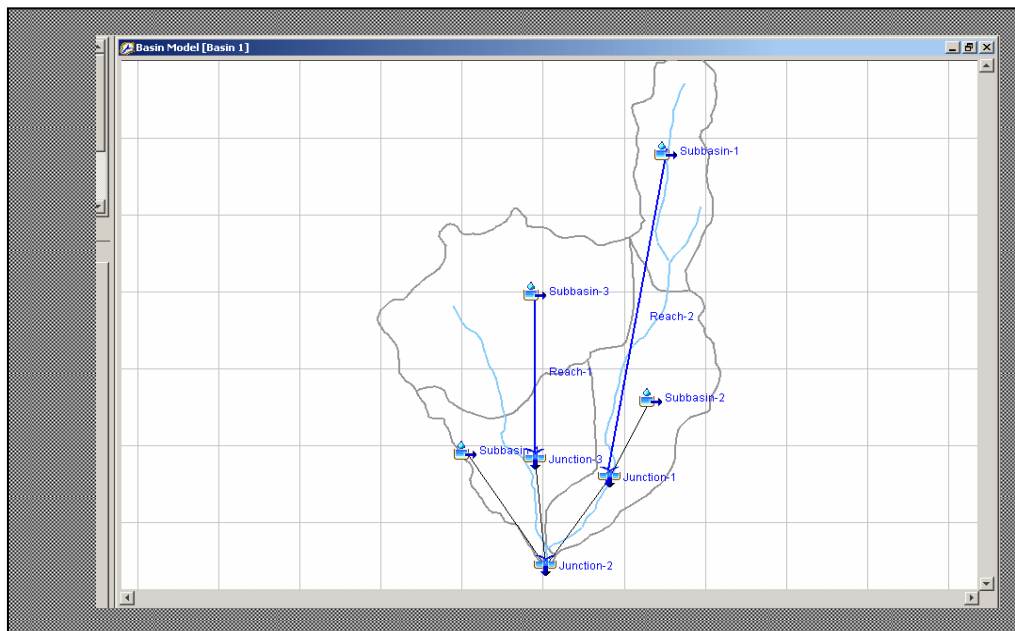 Basin Model [Basin 1]
Subbasin-1
Subbasin-3
Reach-2
Reach-1
Subbasin-2
Subbasin
Junction-3
Junction-1
Junction-2